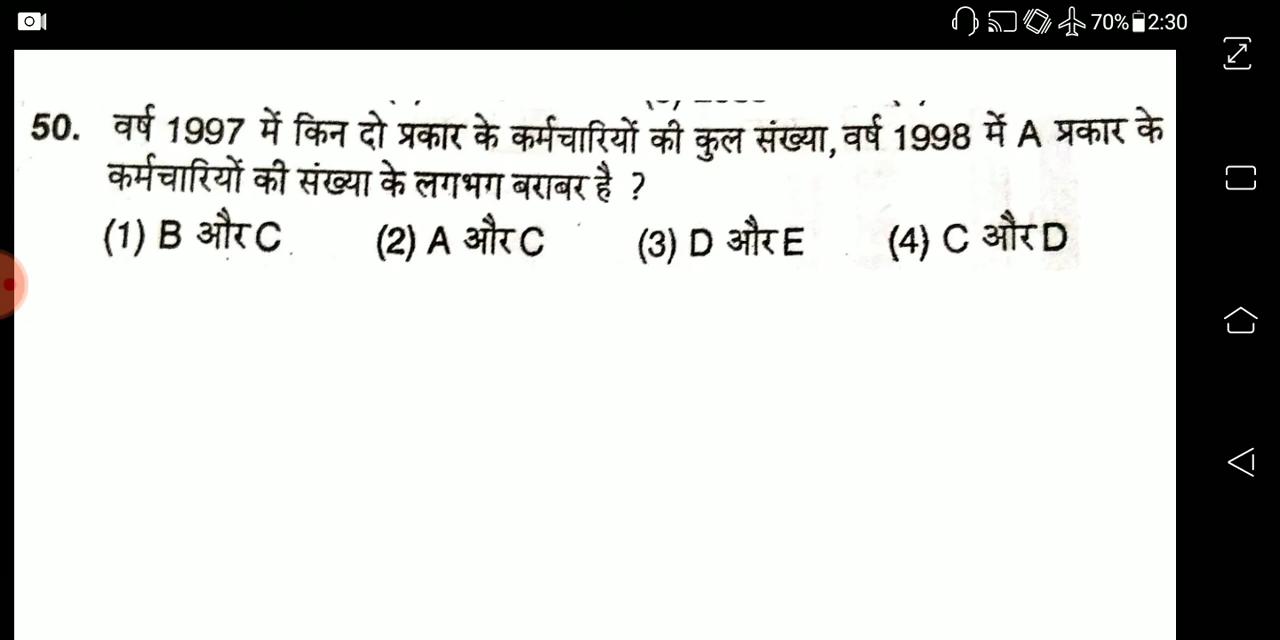 70% 2:30
50. वर्ष 1997 में किन दो प्रकार के कर्मचारियों की कुल संख्या, वर्ष 1998 में A प्रकार के
कर्मचारियों की संख्या के लगभग बराबर है ?
(1) B और C (2) A और C (3) D और E (4) C और D